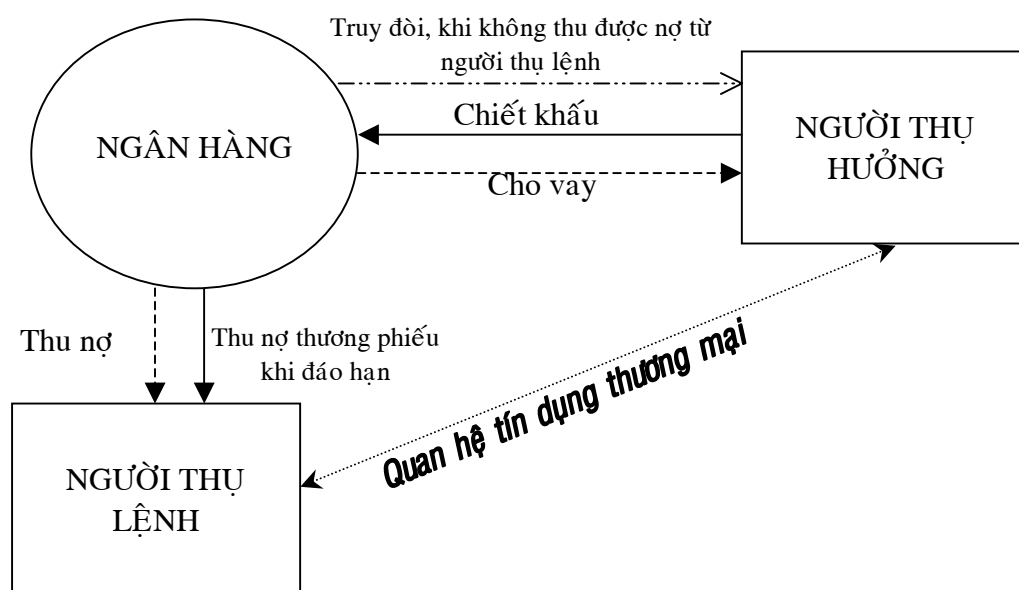 Truy đòi, khi không thu được nợ từ
người thụ lệnh
Chiết khấu
NGÂN HÀNG
NGƯỜI THỤ
HƯỞNG
Cho vay
Thu nợ
Thu nợ thương phiếu
khi đáo hạn
Quan hệ tín dụng thương mại
NGƯỜI THỤ
LỆNH